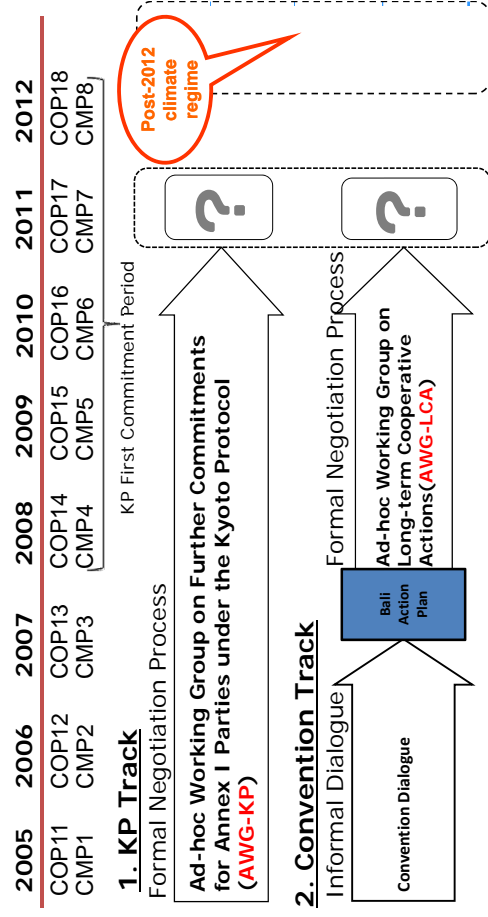 2005 2006 2007 2008 2009 2010 2011 2012
COP11 COP12 COP13 COP14 COP15 COP16 COP17 COP18
CMP1 CMP2 CMP3 CMP4 CMP5 CMP6 CMP7 CMP8
KP First Commitment Period
1. KP Track
Formal Negotiation Process
Ad-hoc Working Group on Further Commitments
for Annex I Parties under the Kyoto Protocol
(AWG-KP)
?
Post-2012
climate
regime
2. Convention Track
Informal Dialogue
Formal Negotiation Process
Convention Dialogue
Bali
Action
Plan
Ad-hoc Working Group on
Long-term Cooperative
Actions(AWG-LCA)
?